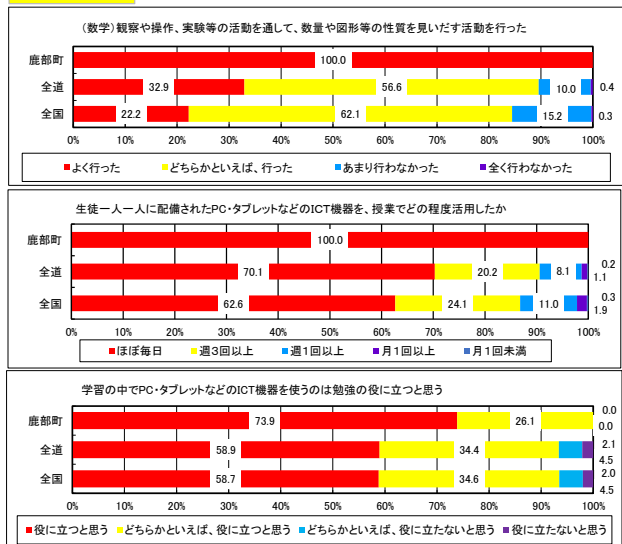 (数学)観察や操作、実験等の活動を通して、数量や図形等の性質を見いだす活動を行った
鹿部町 100.0
全道 32.9 56.6 10.0 0.4
全国 22.2 62.1 15.2 0.3
0% 10% 20% 30% 40% 50% 60% 70% 80% 90% 100%
■よく行った ■どちらかといえば、行った ■あまり行わなかった ■全く行わなかった
生徒一人一人に配備されたPC・タブレットなどのICT機器を、授業でどの程度活用したか
鹿部町 100.0
全道 70.1 20.2 8.1 1.1 0.2
全国 62.6 24.1 11.0 1.9 0.3
0% 10% 20% 30% 40% 50% 60% 70% 80% 90% 100%
■ほぼ毎日 ■週3回以上 ■週1回以上 ■月1回以上 ■月1回未満
学習の中でPC・タブレットなどのICT機器を使うのは勉強の役に立つと思う
鹿部町 73.9 26.1 0.0 0.0
全道 58.9 34.4 4.5 2.1
全国 58.7 34.6 4.5 2.0
0% 10% 20% 30% 40% 50% 60% 70% 80% 90% 100%
■役に立つと思う ■どちらかといえば、役に立つと思う ■どちらかといえば、役に立たないと思う ■役に立たないと思う